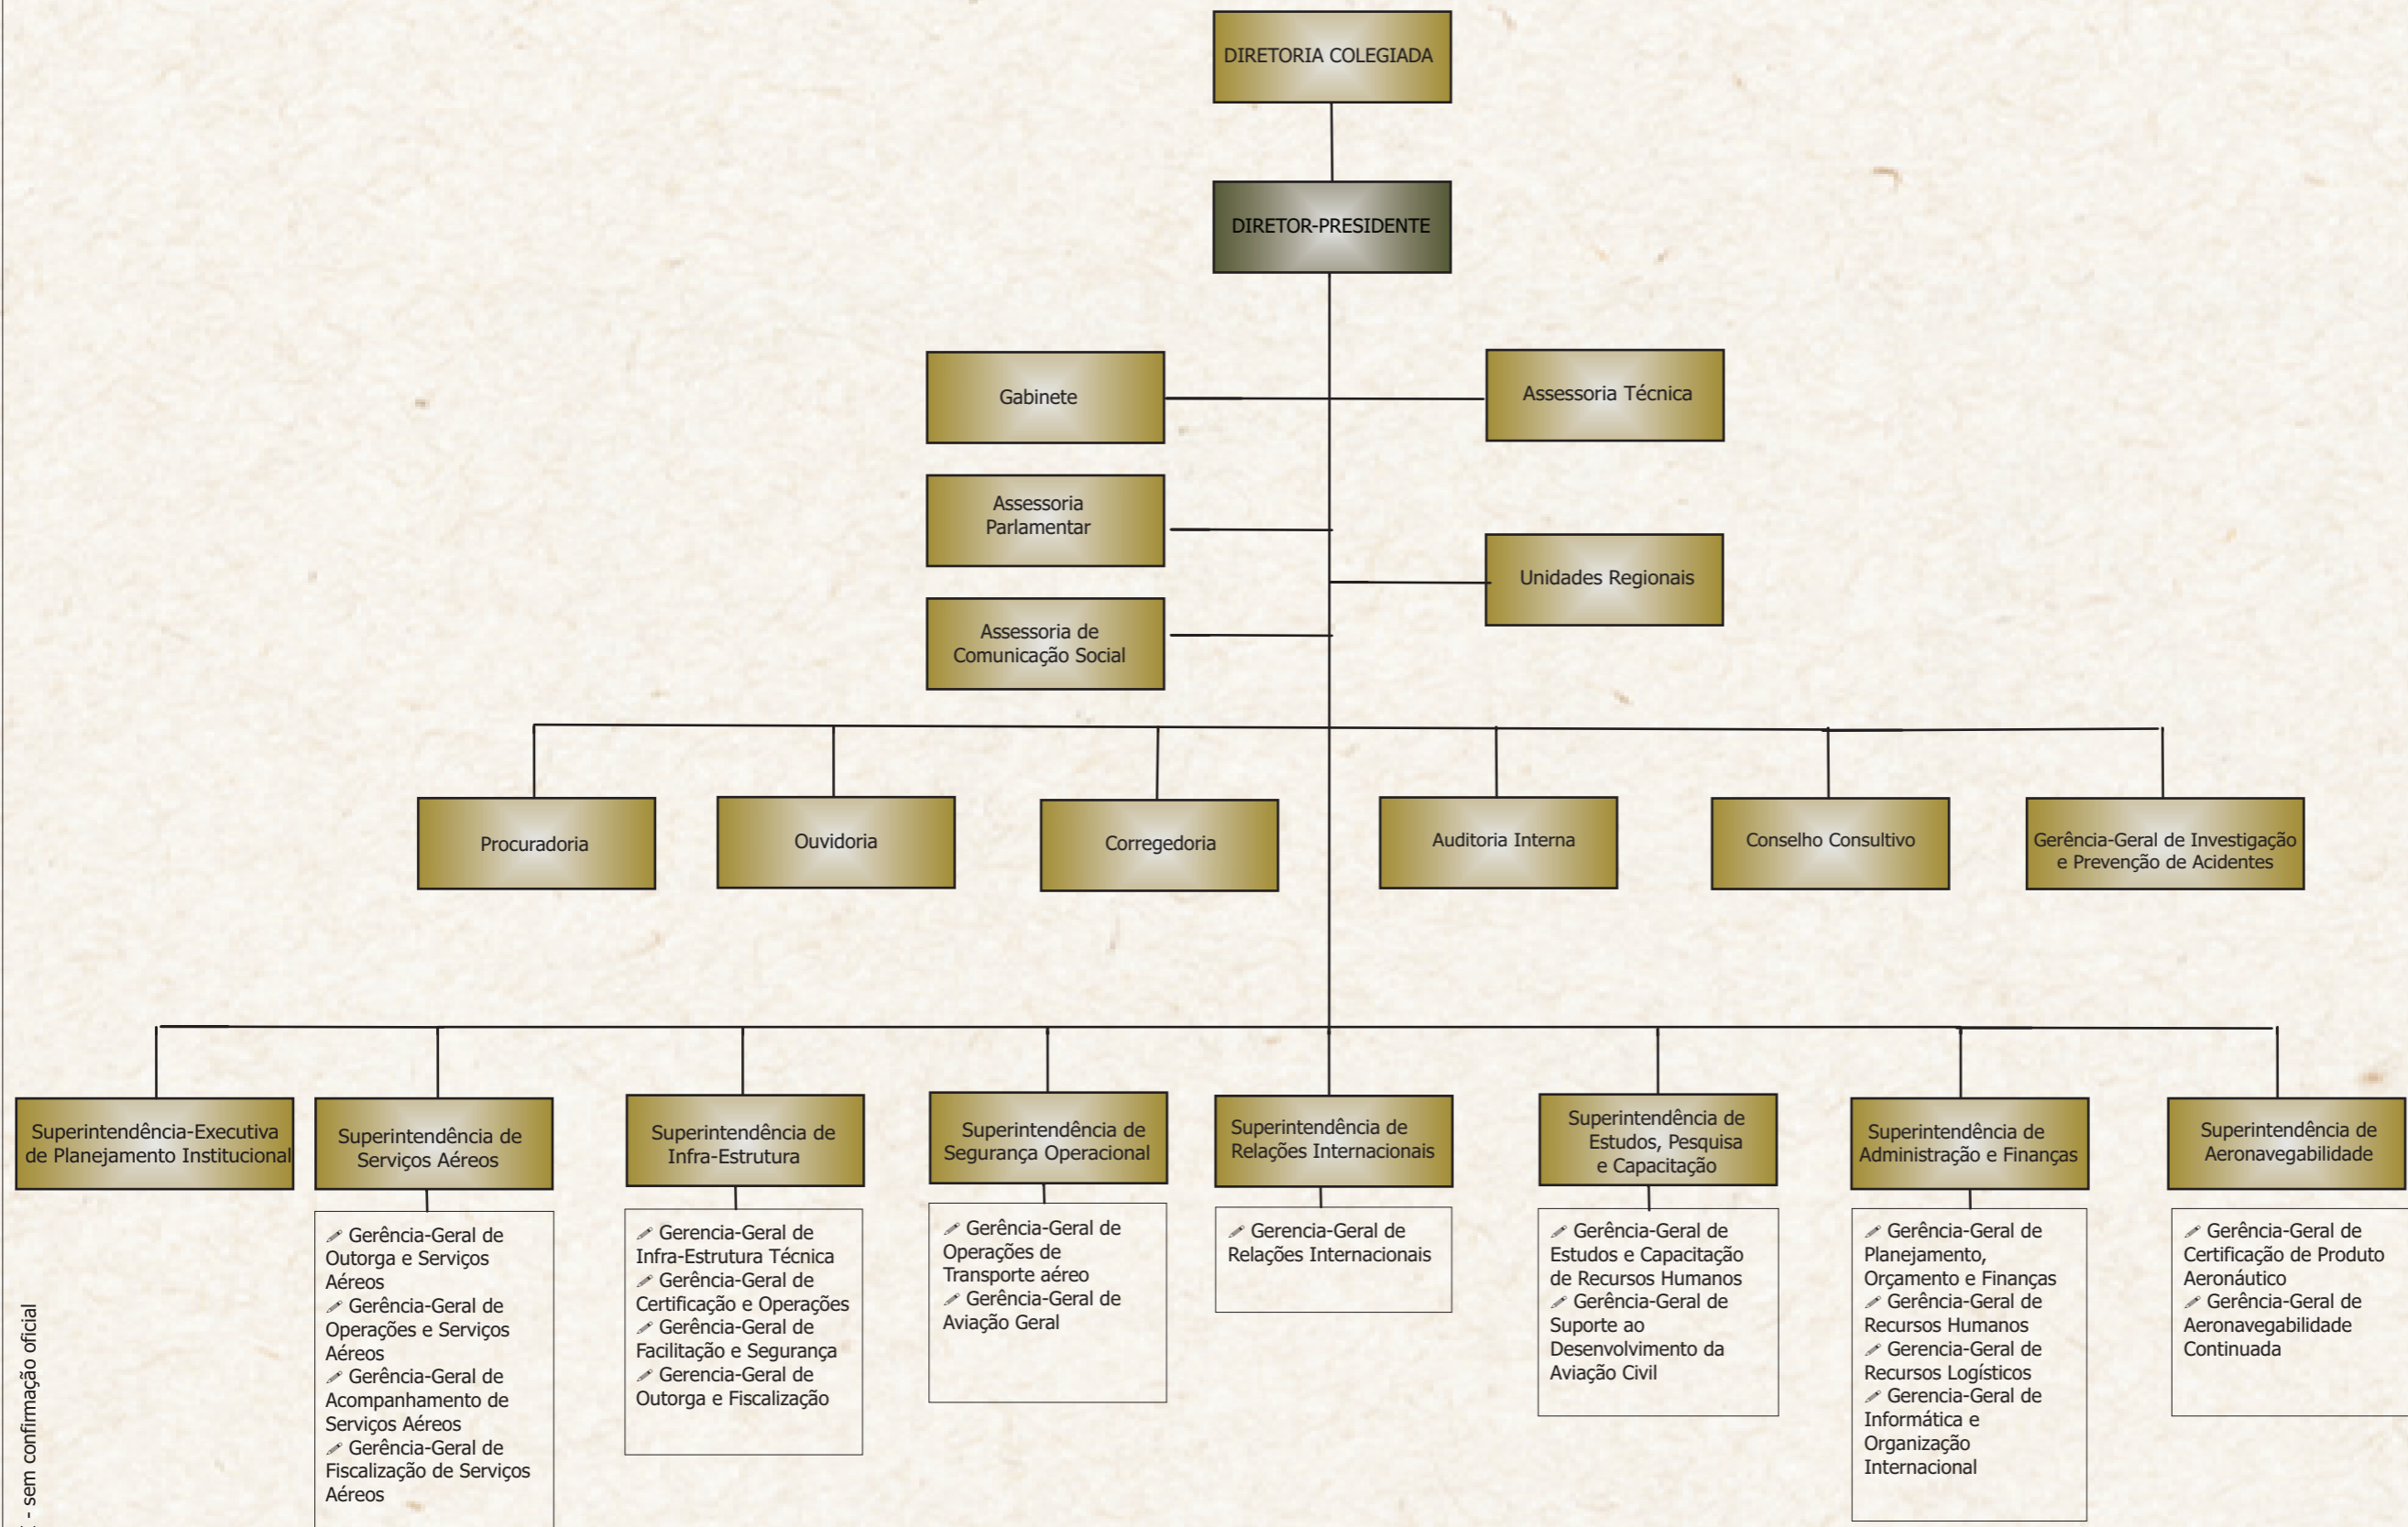 DIRETORIA COLEGIADA
DIRETOR-PRESIDENTE
Gabinete
Assessoria Técnica
Assessoria
Parlamentar
Unidades Regionais
Assessoria de
Comunicação Social
Procuradoria
Ouvidoria
Corregedoria
Auditoria Interna
Conselho Consultivo
Gerência-Geral de Investigação
e Prevenção de Acidentes
Superintendência-Executiva
de Planejamento Institucional
Superintendência de
Serviços Aéreos
Gerência-Geral de
Outorga e Serviços
Aéreos
Gerência-Geral de
Operações e Serviços
Aéreos
Gerência-Geral de
Acompanhamento de
Serviços Aéreos
Gerência-Geral de
Fiscalização de Serviços
Aéreos
Superintendência de
Infra-Estrutura
Gerencia-Geral de
Infra-Estrutura Técnica
Gerência-Geral de
Certificação e Operações
Gerência-Geral de
Facilitação e Segurança
Gerencia-Geral de
Outorga e Fiscalização
Superintendência de
Segurança Operacional
Gerência-Geral de
Operações de
Transporte aéreo
Gerência-Geral de
Aviação Geral
Superintendência de
Relações Internacionais
Gerencia-Geral de
Relações Internacionais
Superintendência de
Estudos, Pesquisa
e Capacitação
Gerência-Geral de
Estudos e Capacitação
de Recursos Humanos
Gerência-Geral de
Suporte ao
Desenvolvimento da
Aviação Civil
Superintendência de
Administração e Finanças
Gerência-Geral de
Planejamento,
Orçamento e Finanças
Gerência-Geral de
Recursos Humanos
Gerencia-Geral de
Recursos Logísticos
Gerencia-Geral de
Informática e
Organização
Internacional
Superintendência de
Aeronavegabilidade
Gerência-Geral de
Certificação de Produto
Aeronáutico
Gerência-Geral de
Aeronavegabilidade
Continuada
- sem confirmação oficial